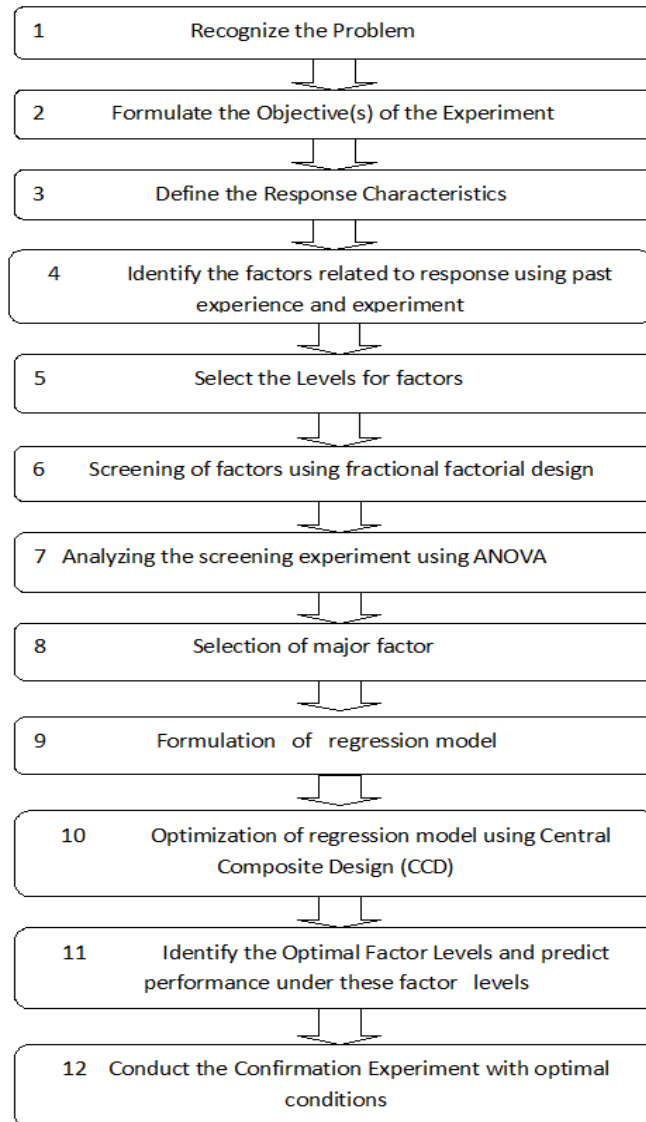 1 Recognize the Problem
2 Formulate the Objective(s) of the Experiment
3 Define the Response Characteristics
4 Identify the factors related to response using past
experience and experiment
5 Select the Levels for factors
6 Screening of factors using fractional factorial design
7 Analyzing the screening experiment using ANOVA
8 Selection of major factor
9 Formulation of regression model
10 Optimization of regression model using Central
Composite Design (CCD)
11 Identify the Optimal Factor Levels and predict
performance under these factor levels
12 Conduct the Confirmation Experiment with optimal
conditions